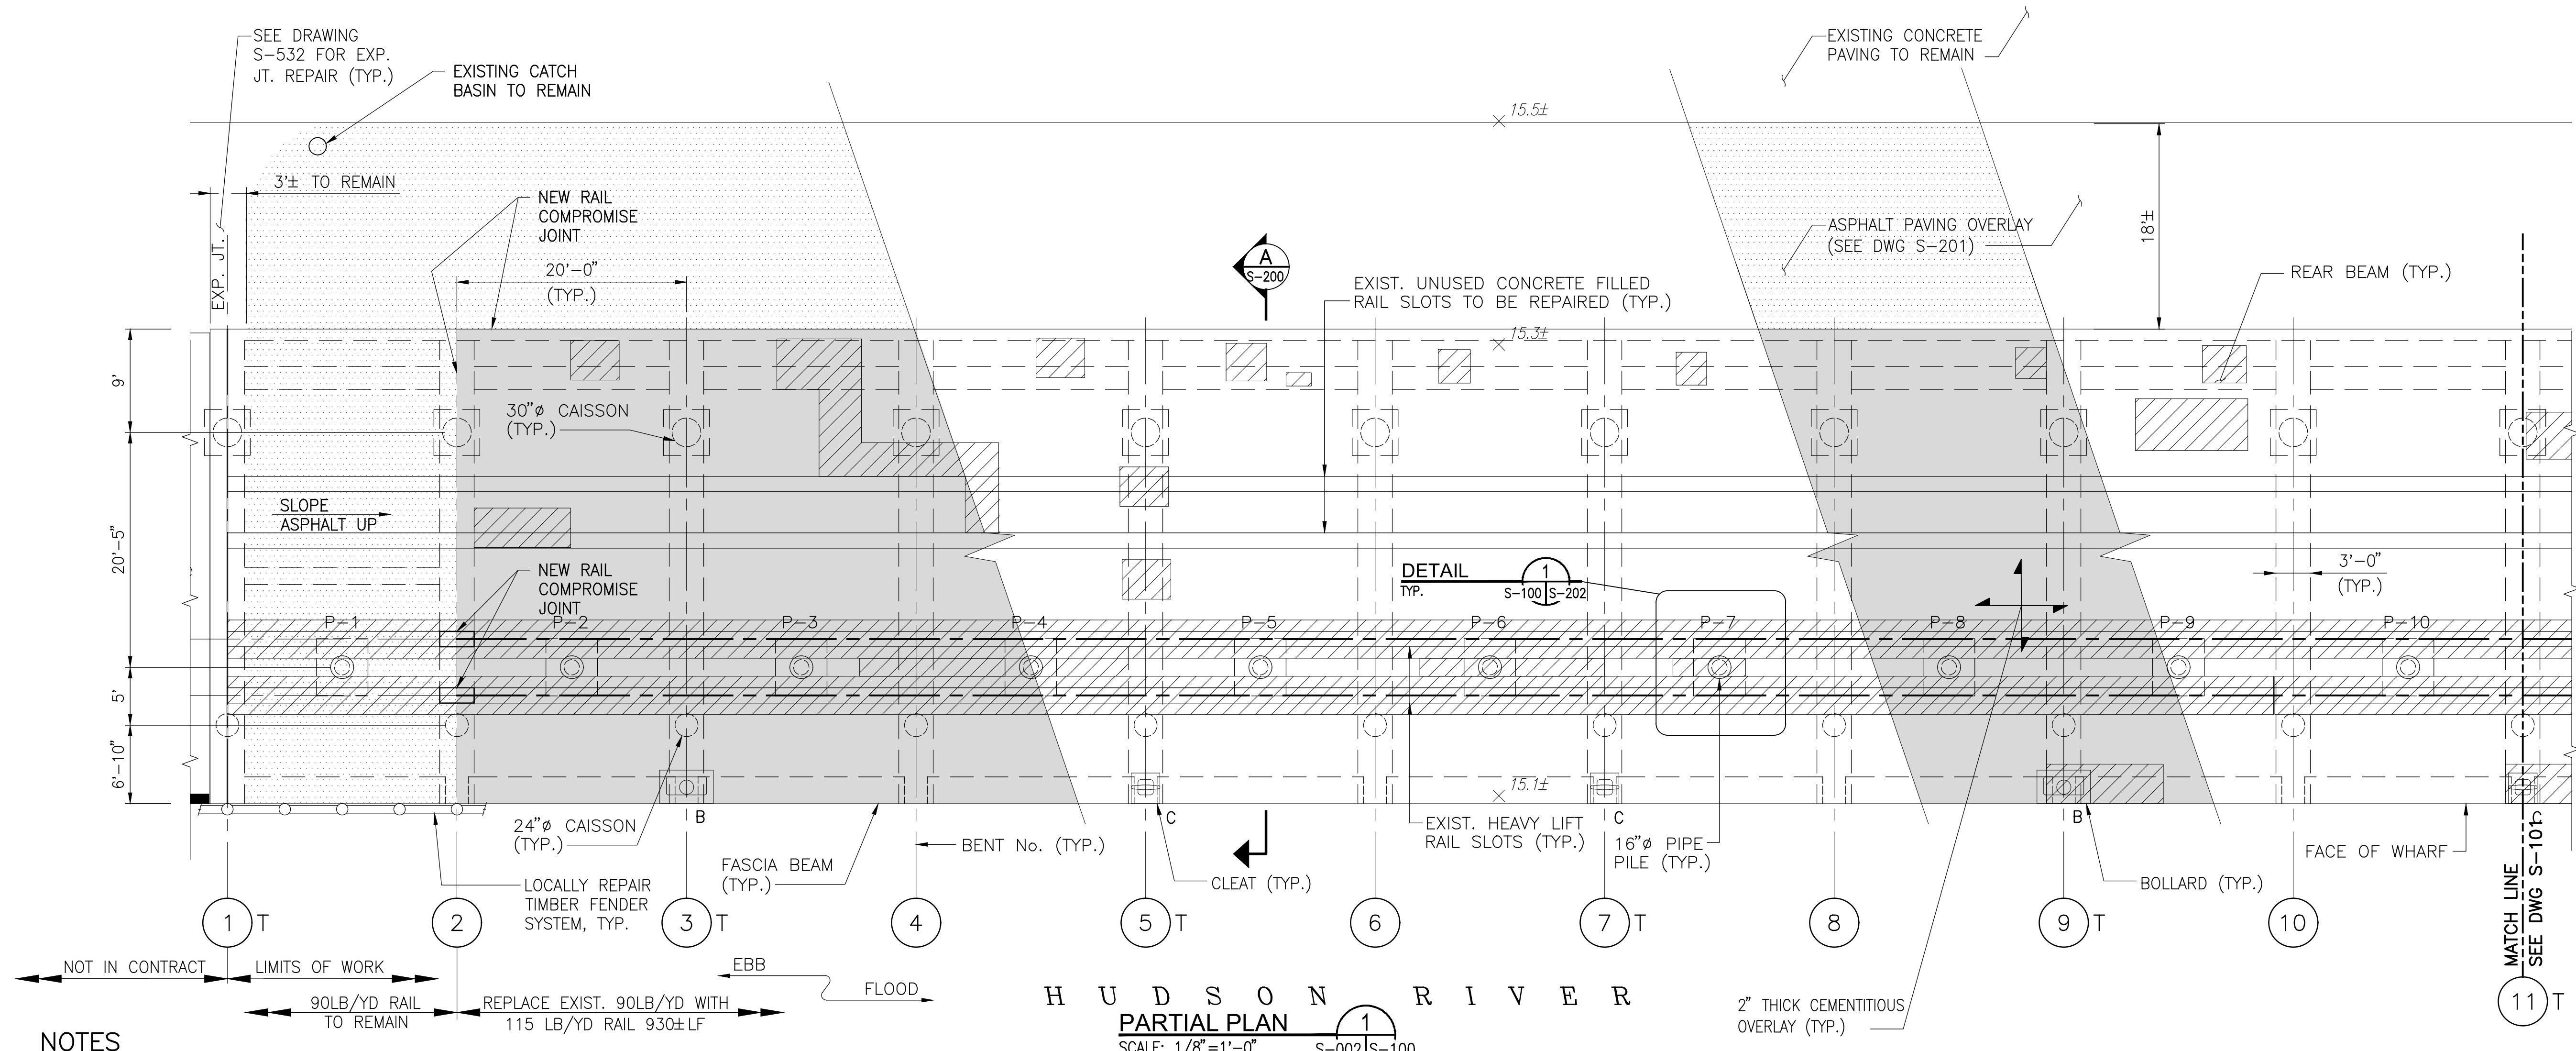 SEE DRAWING
S-532 FOR EXP.
JT. REPAIR (TYP.)
EXISTING CATCH
BASIN TO REMAIN
EXISTING CONCRETE
PAVING TO REMAIN
15.5±
3'± TO REMAIN
NEW RAIL
COMPROMISE
JOINT
EXP. JT.
20'-0"
(TYP.)
A
S-200
EXIST. UNUSED CONCRETE FILLED
RAIL SLOTS TO BE REPAIRED (TYP.)
ASPHALT PAVING OVERLAY
(SEE DWG S-201)
18'±
REAR BEAM (TYP.)
15.3±
9'
30"ø CAISSON
(TYP.)
20'-5"
SLOPE
ASPHALT UP
NEW RAIL
COMPROMISE
JOINT
DETAIL
TYP.
1
S-100
S-202
3'-0"
(TYP.)
P-1
P-2
P-3
P-4
P-5
P-6
P-7
P-8
P-9
P-10
5'
6'-10"
15.1±
B
C
C
B
C
24"ø CAISSON
(TYP.)
FASCIA BEAM
(TYP.)
BENT No. (TYP.)
CLEAT (TYP.)
EXIST. HEAVY LIFT
RAIL SLOTS (TYP.)
16"ø PIPE
PILE (TYP.)
BOLLARD (TYP.)
FACE OF WHARF
LOCALLY REPAIR
TIMBER FENDER
SYSTEM, TYP.
MATCH LINE
SEE DWG S-101
1 T
2
3 T
4
5 T
6
7 T
8
9 T
10
11 T
NOT IN CONTRACT
LIMITS OF WORK
EBB
FLOOD
90LB/YD RAIL
TO REMAIN
REPLACE EXIST. 90LB/YD WITH
115 LB/YD RAIL 930±LF
HUDSON RIVER
2" THICK CEMENTITIOUS
OVERLAY (TYP.)
PARTIAL PLAN
1
SCALE: 1/8"=1'-0"
S-002
S-100
NOTES